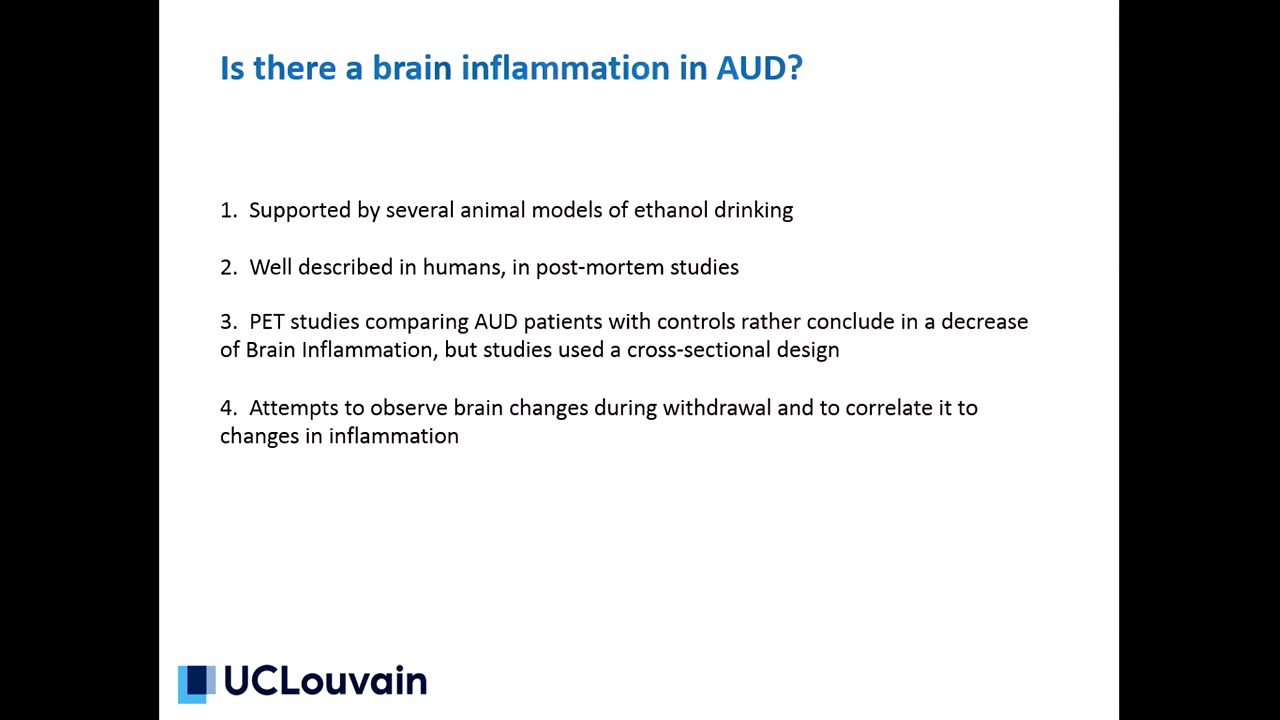 Is there a brain inflammation in AUD?
1. Supported by several animal models of ethanol drinking
2. Well described in humans, in post-mortem studies
3. PET studies comparing AUD patients with controls rather conclude in a decrease
of Brain Inflammation, but studies used a cross-sectional design
4. Attempts to observe brain changes during withdrawal and to correlate it to
changes in inflammation
UCLouvain